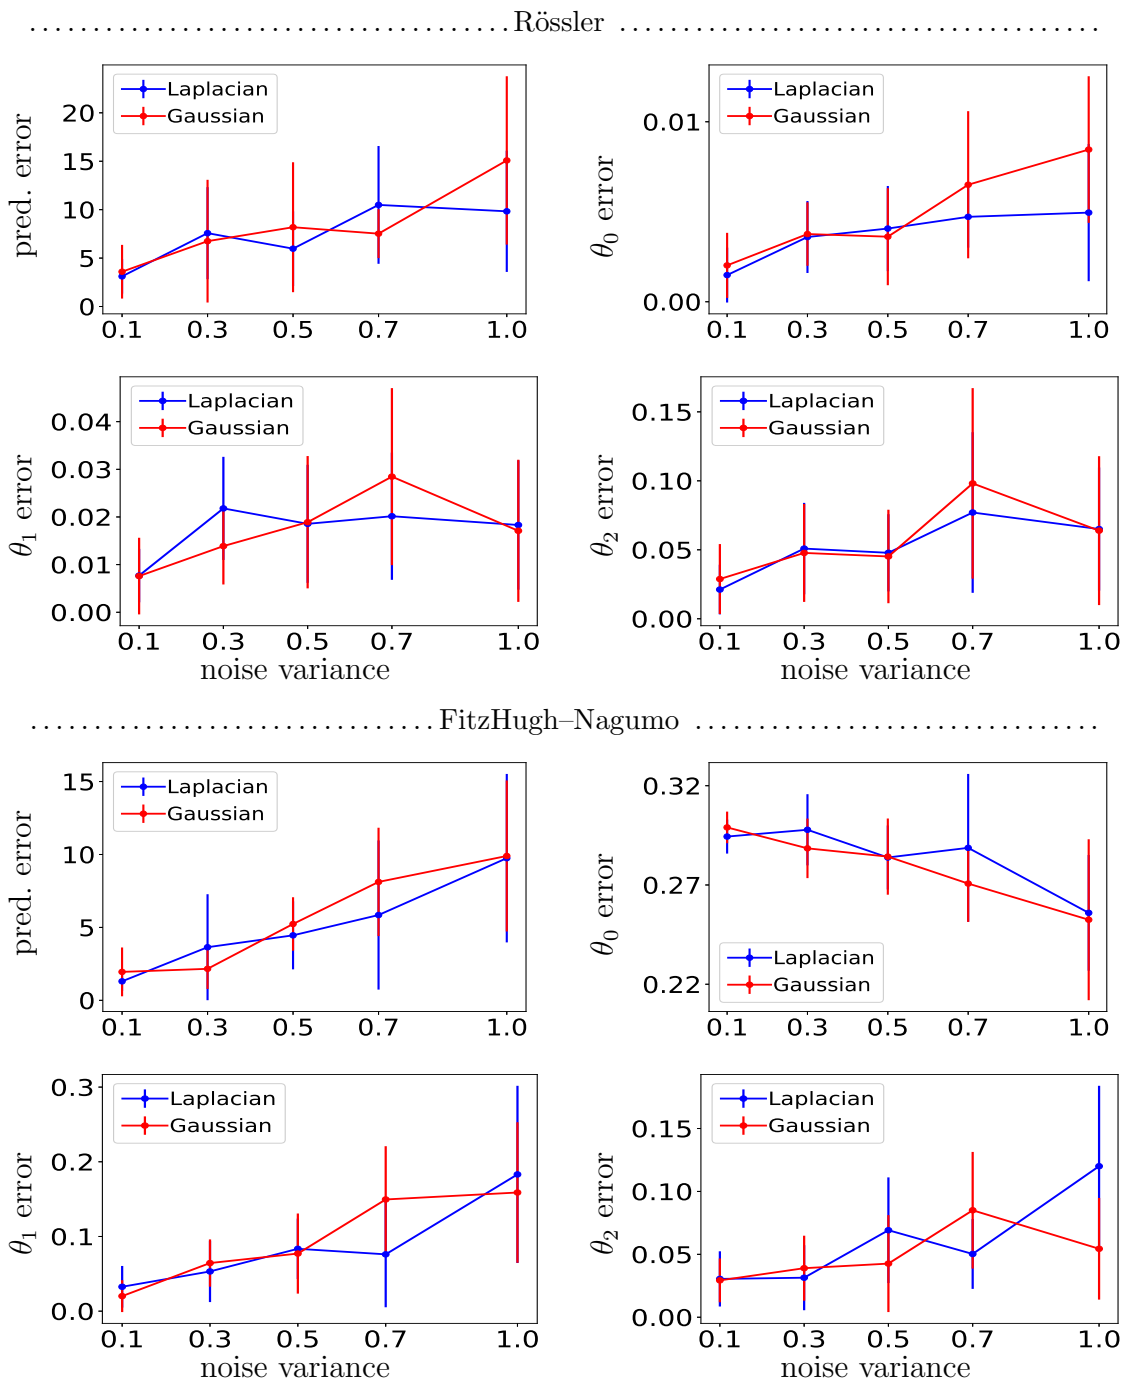 Rössler
Laplacian
Gaussian
pred. error
20
15
10
5
0
0.1 0.3 0.5 0.7 1.0
Laplacian
Gaussian
θ0 error
0.01
0.00
0.1 0.3 0.5 0.7 1.0
Laplacian
Gaussian
θ1 error
0.04
0.03
0.02
0.01
0.00
0.1 0.3 0.5 0.7 1.0
noise variance
Laplacian
Gaussian
θ2 error
0.15
0.10
0.05
0.00
0.1 0.3 0.5 0.7 1.0
noise variance
FitzHugh–Nagumo
Laplacian
Gaussian
pred. error
15
10
5
0
0.1 0.3 0.5 0.7 1.0
θ0 error
0.32
0.27
0.22
Laplacian
Gaussian
0.1 0.3 0.5 0.7 1.0
Laplacian
Gaussian
θ1 error
0.3
0.2
0.1
0.0
0.1 0.3 0.5 0.7 1.0
noise variance
Laplacian
Gaussian
θ2 error
0.15
0.10
0.05
0.00
0.1 0.3 0.5 0.7 1.0
noise variance